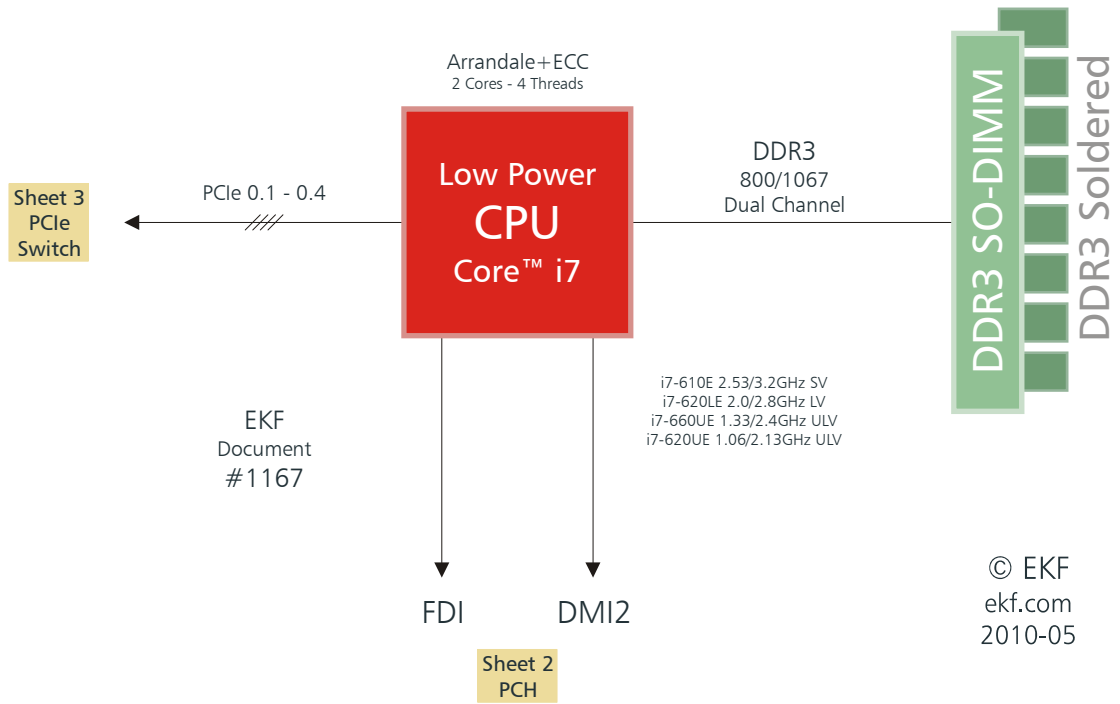 Arrandale+ECC
2 Cores - 4 Threads
Low Power
CPU
Core™ i7
PCIe 0.1 - 0.4
Sheet 3
PCIe
Switch
DDR3
800/1067
Dual Channel
DDR3 SO-DIMM
DDR3 Soldered
i7-610E 2.53/3.2GHz SV
i7-620LE 2.0/2.8GHz LV
i7-660UE 1.33/2.4GHz ULV
i7-620UE 1.06/2.13GHz ULV
EKF
Document
#1167
FDI
DMI2
Sheet 2
PCH
© EKF
ekf.com
2010-05